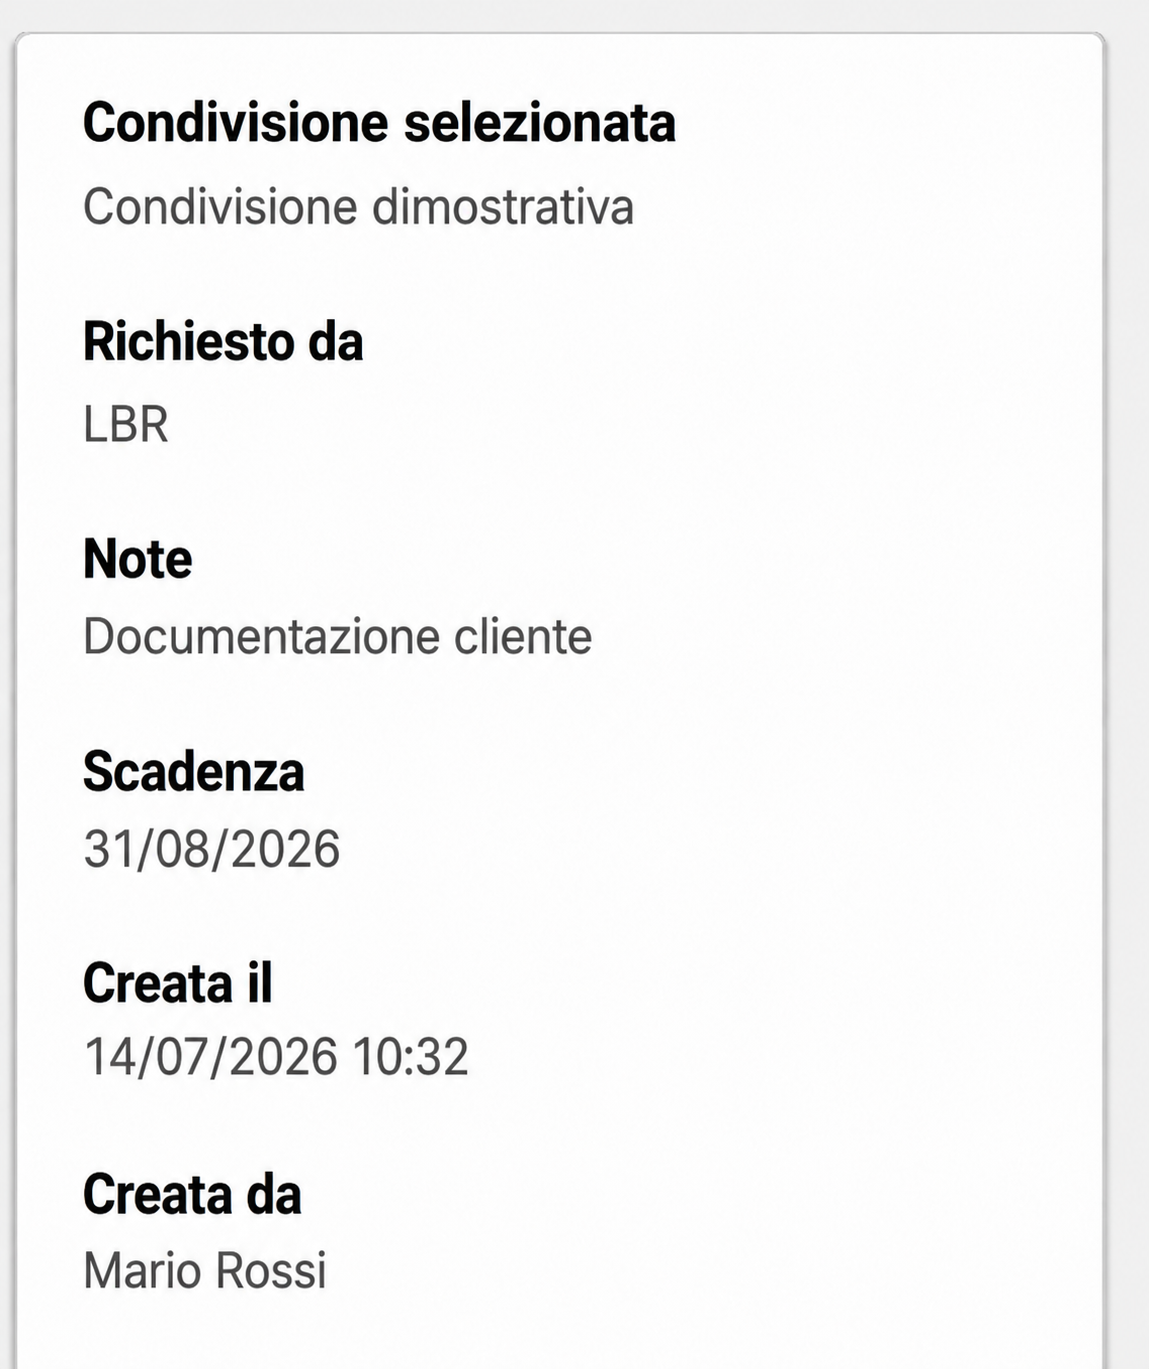 Condivisione selezionata
Condivisione dimostrativa
Richiesto da
LBR
Note
Documentazione cliente
Scadenza
31/08/2026
Creata il
14/07/2026 10:32
Creata da
Mario Rossi